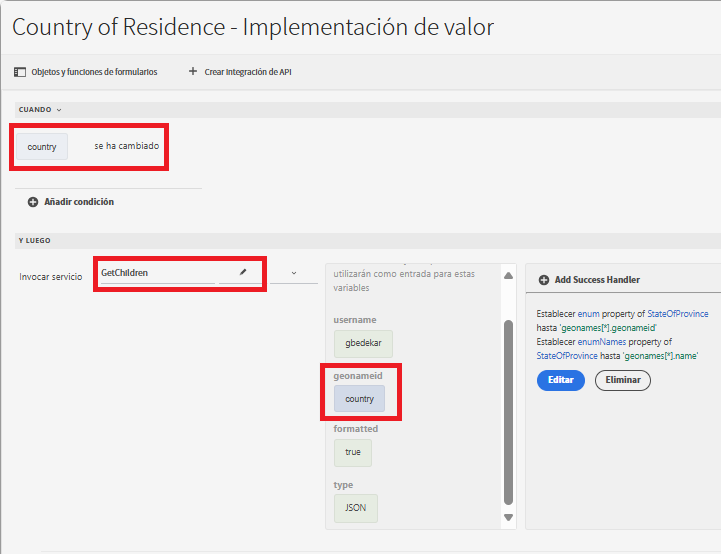 Country of Residence - Implementación de valor
Objetos y funciones de formularios
Crear integración de API
CUANDO
country
se ha cambiado
Añadir condición
Y LUEGO
Invocar servicio
GetChildren
utilizarán como entrada para estas
variables
username
gbedekar
geonameid
country
formatted
true
type
JSON
Add Success Handler
Establecer enum property of StateOfProvince
hasta 'geonames[*].geonameid'
Establecer enumNames property of
StateOfProvince hasta 'geonames[*].name'
Editar
Eliminar